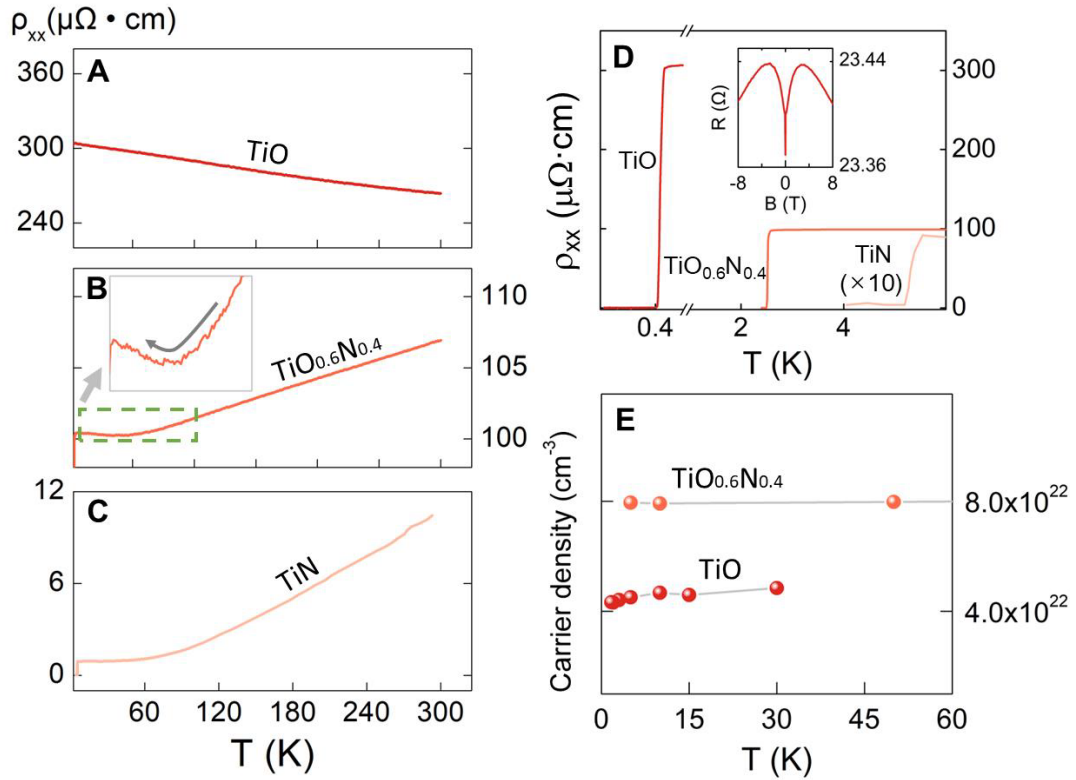 ρxx(μΩ • cm)
A
360
300
240
TiO
B
110
105
100
TiO0.6N0.4
C
12
6
0
TiN
60 120 180 240 300
T (K)
D
300
200
100
0
ρxx (μΩ·cm)
TiO
TiO0.6N0.4
TiN
(×10)
R (Ω)
23.44
23.36
-8 0 8
B (T)
0.4 2 4
T (K)
E
Carrier density (cm-3)
TiO0.6N0.4
TiO
8.0x10²²
4.0x10²²
0 15 30 45 60
T (K)